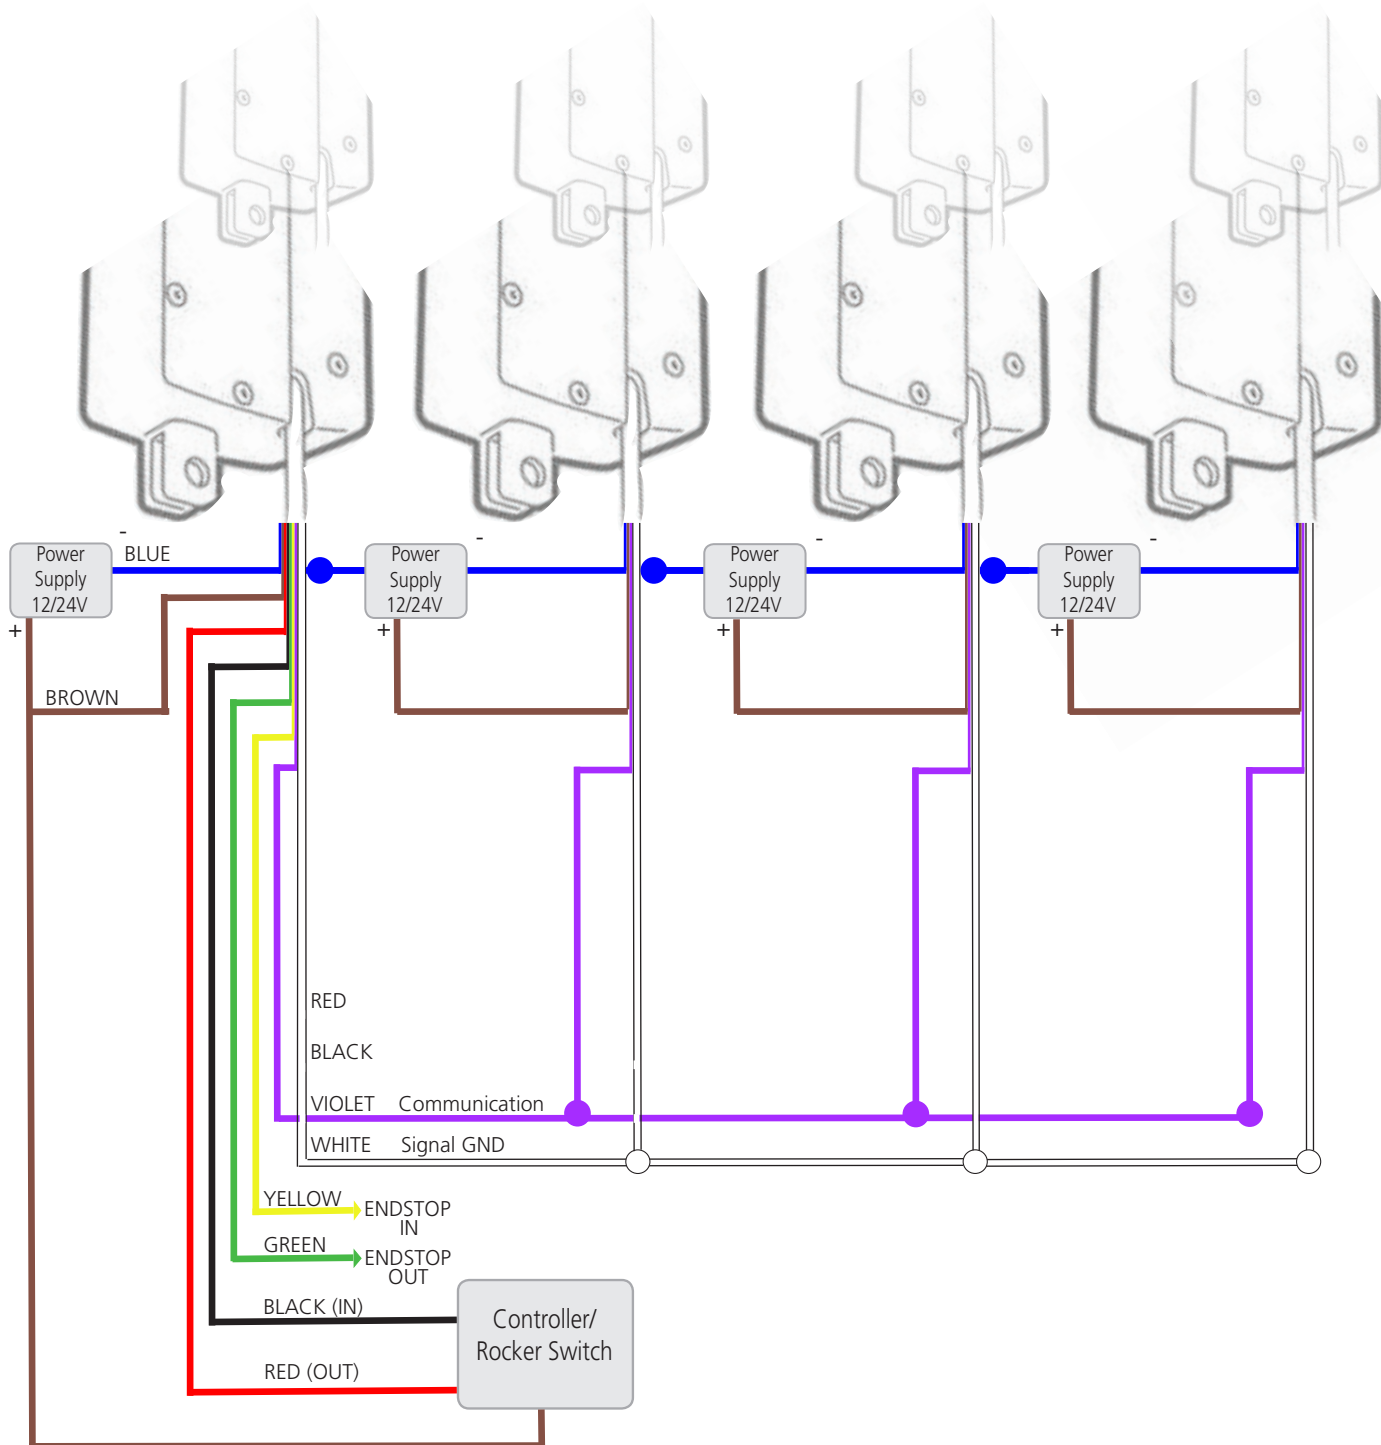 -
-
-
-
Power
Supply
12/24V
BLUE
Power
Supply
12/24V
Power
Supply
12/24V
Power
Supply
12/24V
+
+
+
+
BROWN
RED
BLACK
VIOLET Communication
WHITE Signal GND
YELLOW
ENDSTOP
IN
GREEN
ENDSTOP
OUT
BLACK (IN)
Controller/
Rocker Switch
RED (OUT)